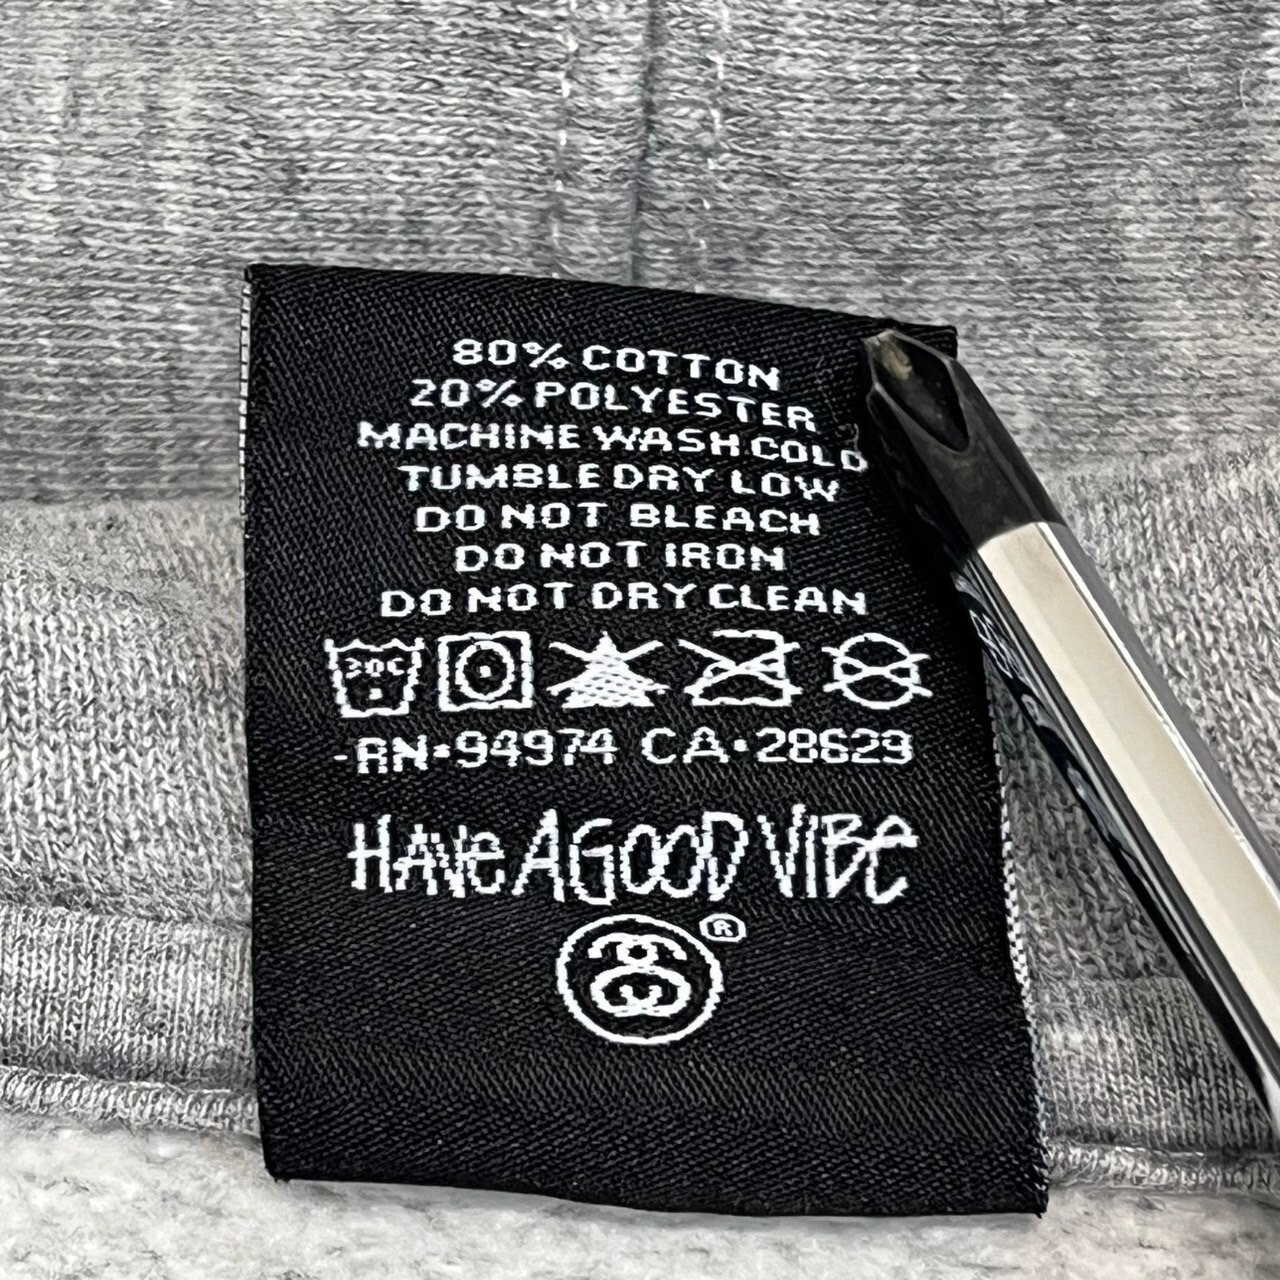 80% COTTON
20% POLYESTER
MACHINE WASH COLD
TUMBLE DRY LOW
DO NOT BLEACH
DO NOT IRON
DO NOT DRY CLEAN
30C
-RN•94974 CA•28629
HAVE A GOOD VIBE
®